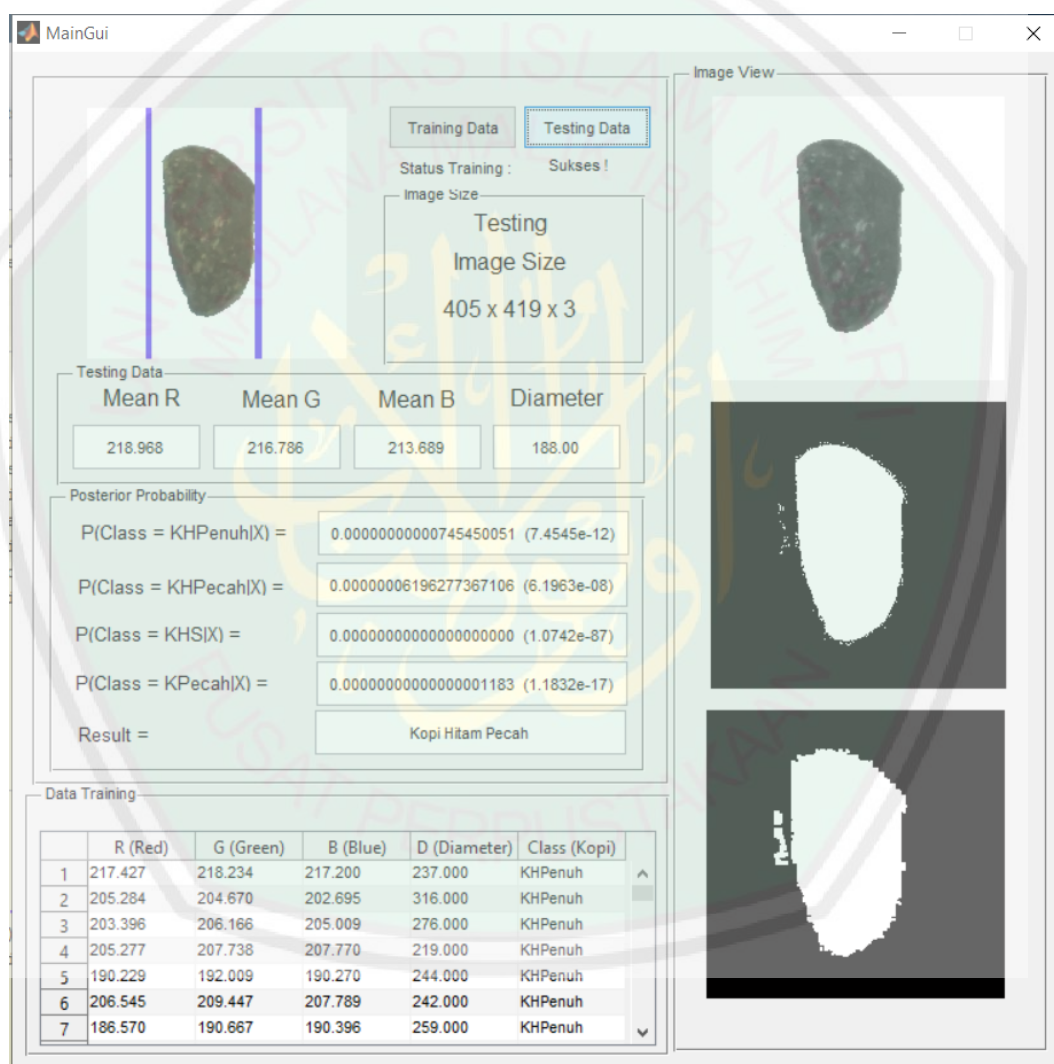 MainGui
Image View
Training Data
Testing Data
Status Training :
Sukses !
Image Size
Testing
Image Size
405 x 419 x 3
Testing Data
Mean R
Mean G
Mean B
Diameter
218.968
216.786
213.689
188.00
Posterior Probability
P(Class = KHPenuh|X) =
0.00000000000745450051 (7.4545e-12)
P(Class = KHPecah|X) =
0.00000006196277367106 (6.1963e-08)
P(Class = KHS|X) =
0.00000000000000000000 (1.0742e-87)
P(Class = KPecah|X) =
0.00000000000000001183 (1.1832e-17)
Result =
Kopi Hitam Pecah
Data Training
R (Red) G (Green) B (Blue) D (Diameter) Class (Kopi)
1 217.427 218.234 217.200 237.000 KHPenuh
2 205.284 204.670 202.695 316.000 KHPenuh
3 203.396 206.166 205.009 276.000 KHPenuh
4 205.277 207.738 207.770 219.000 KHPenuh
5 190.229 192.009 190.270 244.000 KHPenuh
6 206.545 209.447 207.789 242.000 KHPenuh
7 186.570 190.667 190.396 259.000 KHPenuh
PUSAT PERPUSTAKAAN